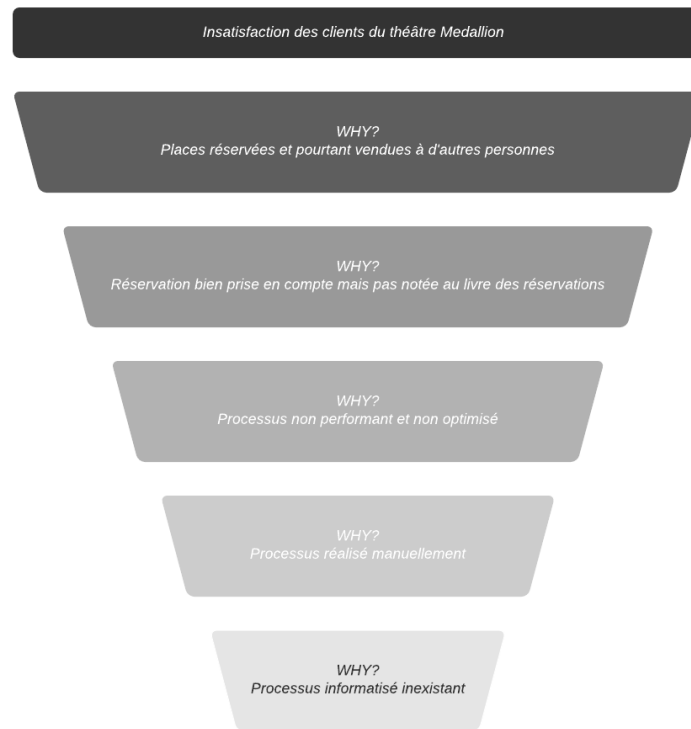 Insatisfaction des clients du théâtre Medallion
WHY?
Places réservées et pourtant vendues à d'autres personnes
WHY?
Réservation bien prise en compte mais pas notée au livre des réservations
WHY?
Processus non performant et non optimisé
WHY?
Processus réalisé manuellement
WHY?
Processus informatisé inexistant